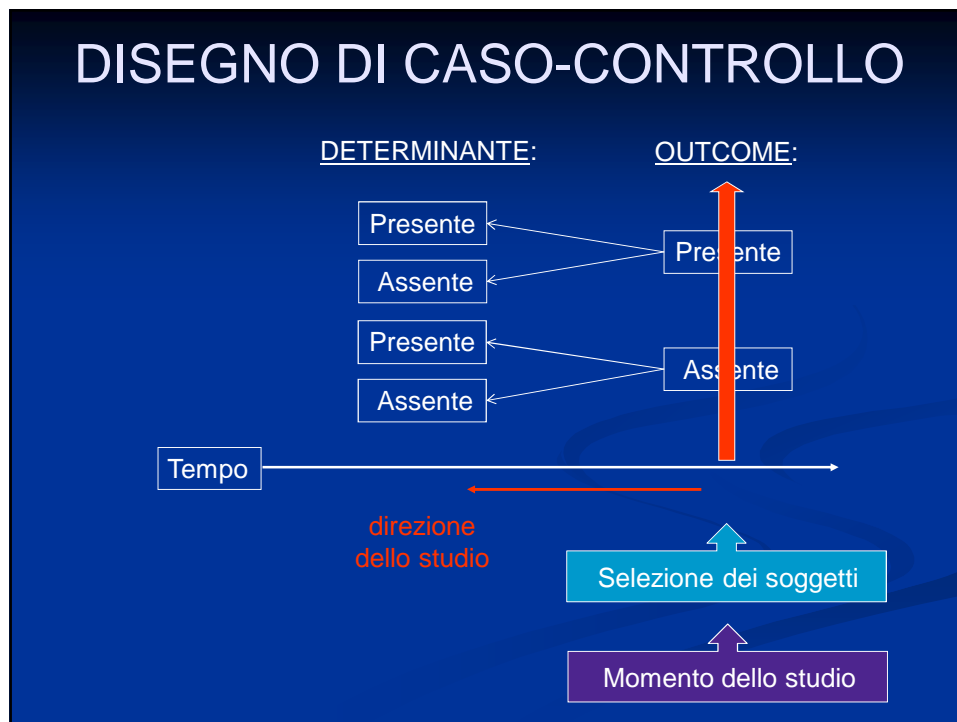 DISEGNO DI CASO-CONTROLLO
DETERMINANTE:
OUTCOME:
Presente
Assente
Presente
Assente
Presente
Assente
Tempo
direzione
dello studio
Selezione dei soggetti
Momento dello studio